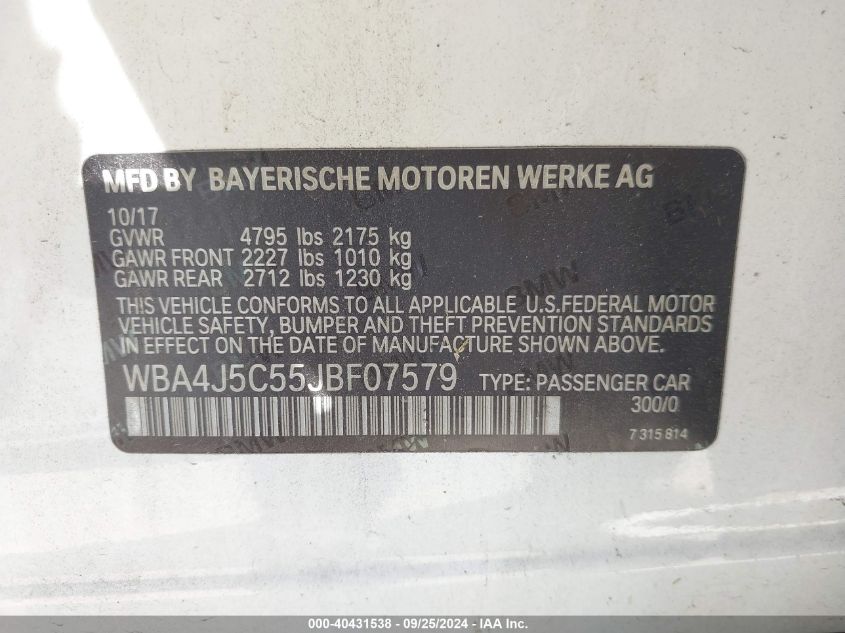 MFD BY BAYERISCHE MOTOREN WERKE AG
10/17
GVWR 4795 lbs 2175 kg
GAWR FRONT 2227 lbs 1010 kg
GAWR REAR 2712 lbs 1230 kg
THIS VEHICLE CONFORMS TO ALL APPLICABLE U.S.FEDERAL MOTOR
VEHICLE SAFETY, BUMPER AND THEFT PREVENTION STANDARDS
IN EFFECT ON THE DATE OF MANUFACTURE SHOWN ABOVE.
WBA4J5C55JBF07579 TYPE: PASSENGER CAR
300/0
7 315 814
000-40431538 - 09/25/2024 - IAA Inc.